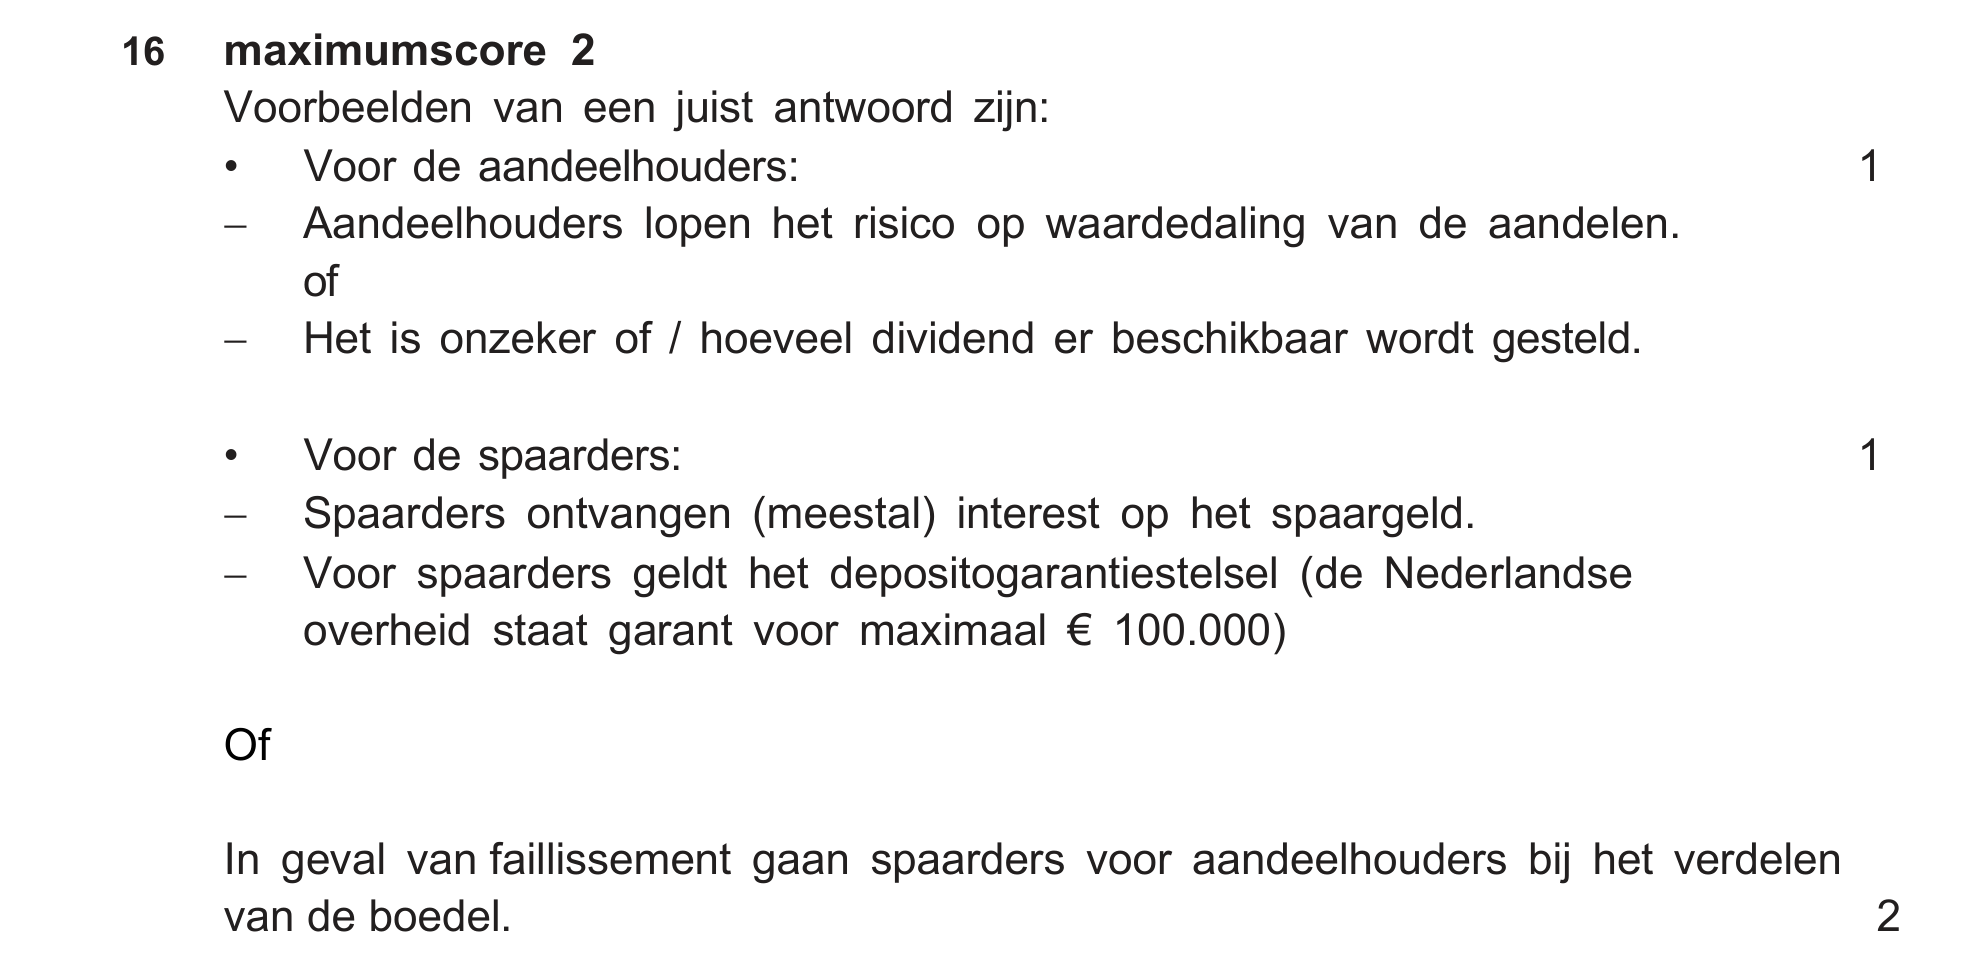 16 maximumscore 2
Voorbeelden van een juist antwoord zijn:
• Voor de aandeelhouders: 1
– Aandeelhouders lopen het risico op waardedaling van de aandelen.
of
– Het is onzeker of / hoeveel dividend er beschikbaar wordt gesteld.
• Voor de spaarders: 1
– Spaarders ontvangen (meestal) interest op het spaargeld.
– Voor spaarders geldt het depositogarantiestelsel (de Nederlandse
overheid staat garant voor maximaal € 100.000)
Of
In geval van faillissement gaan spaarders voor aandeelhouders bij het verdelen
van de boedel. 2